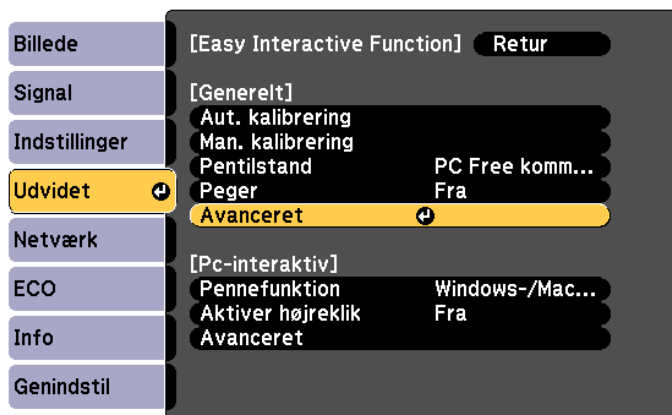 Billede
Signal
Indstillinger
Udvidet
Netværk
ECO
Info
Genindstil
[Easy Interactive Function] Retur
[Generelt]
Aut. kalibrering
Man. kalibrering
Pentilstand PC Free komm...
Peger Fra
Avanceret
[Pc-interaktiv]
Pennefunktion Windows-/Mac...
Aktiver højreklik Fra
Avanceret